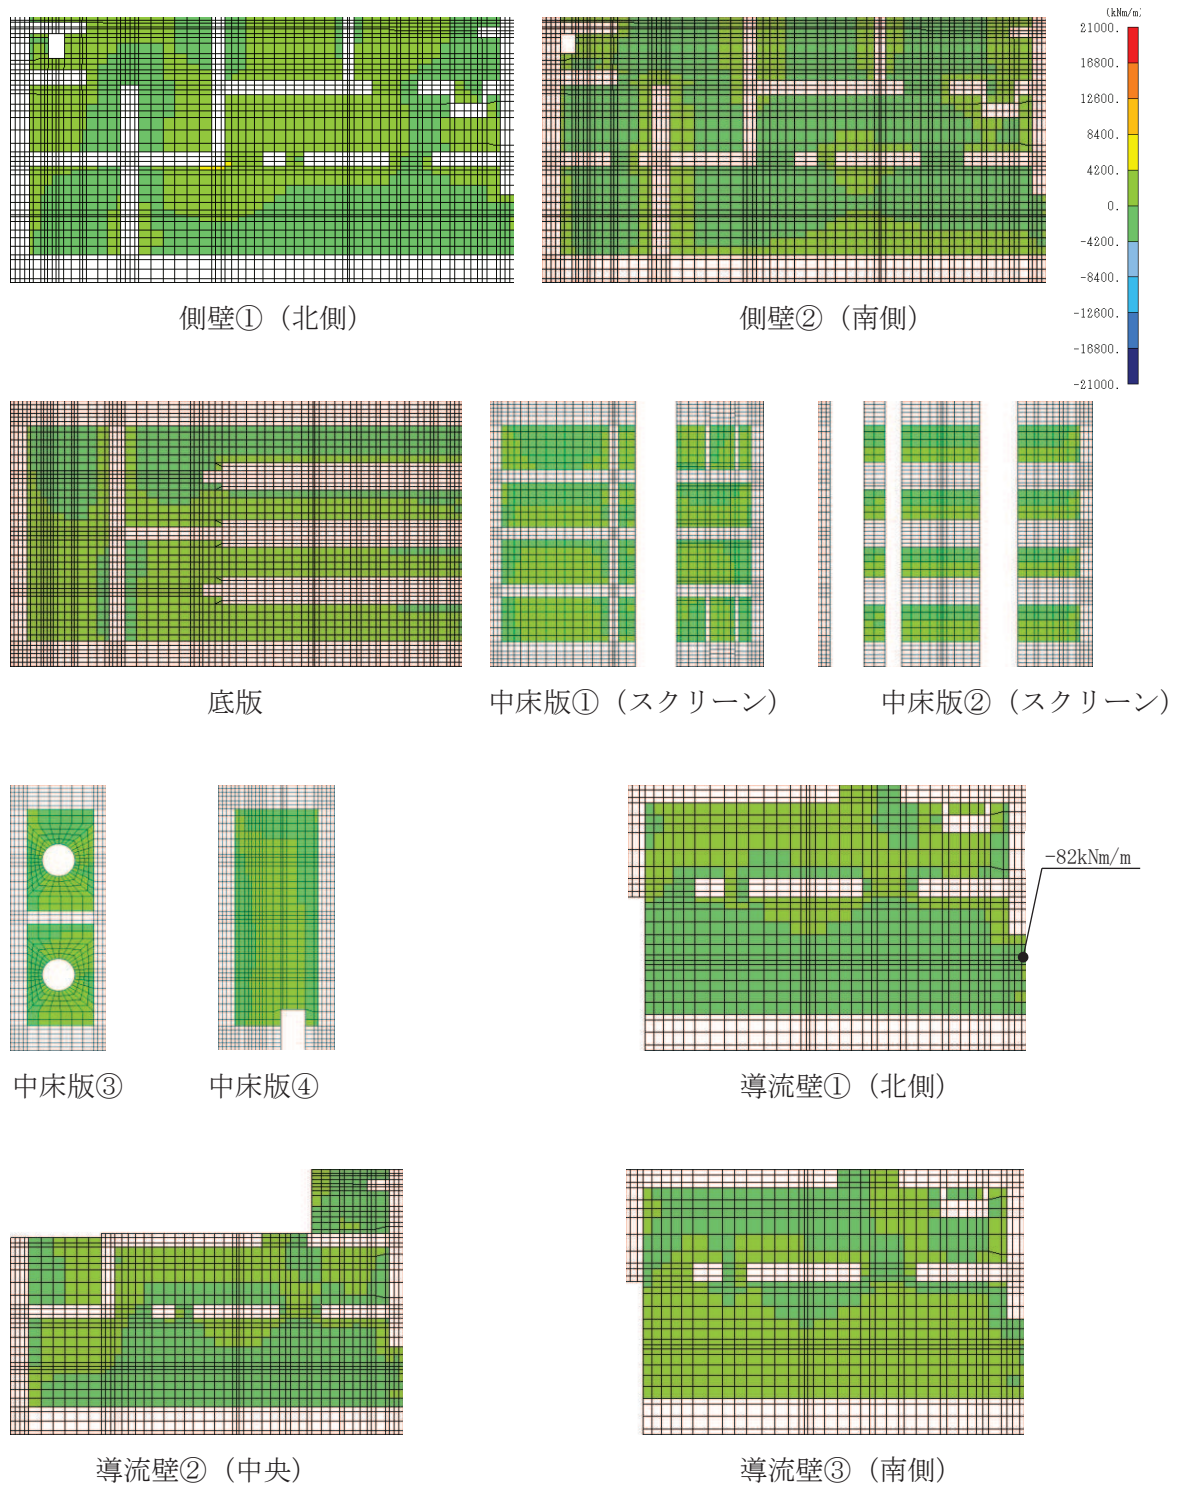 (kNm/m)
21000.
16800.
12600.
8400.
4200.
0.
-4200.
-8400.
-12600.
-16800.
-21000.
側壁①（北側）
側壁②（南側）
底版
中床版①（スクリーン）
中床版②（スクリーン）
-82kNm/m
中床版③
中床版④
導流壁①（北側）
導流壁②（中央）
導流壁③（南側）